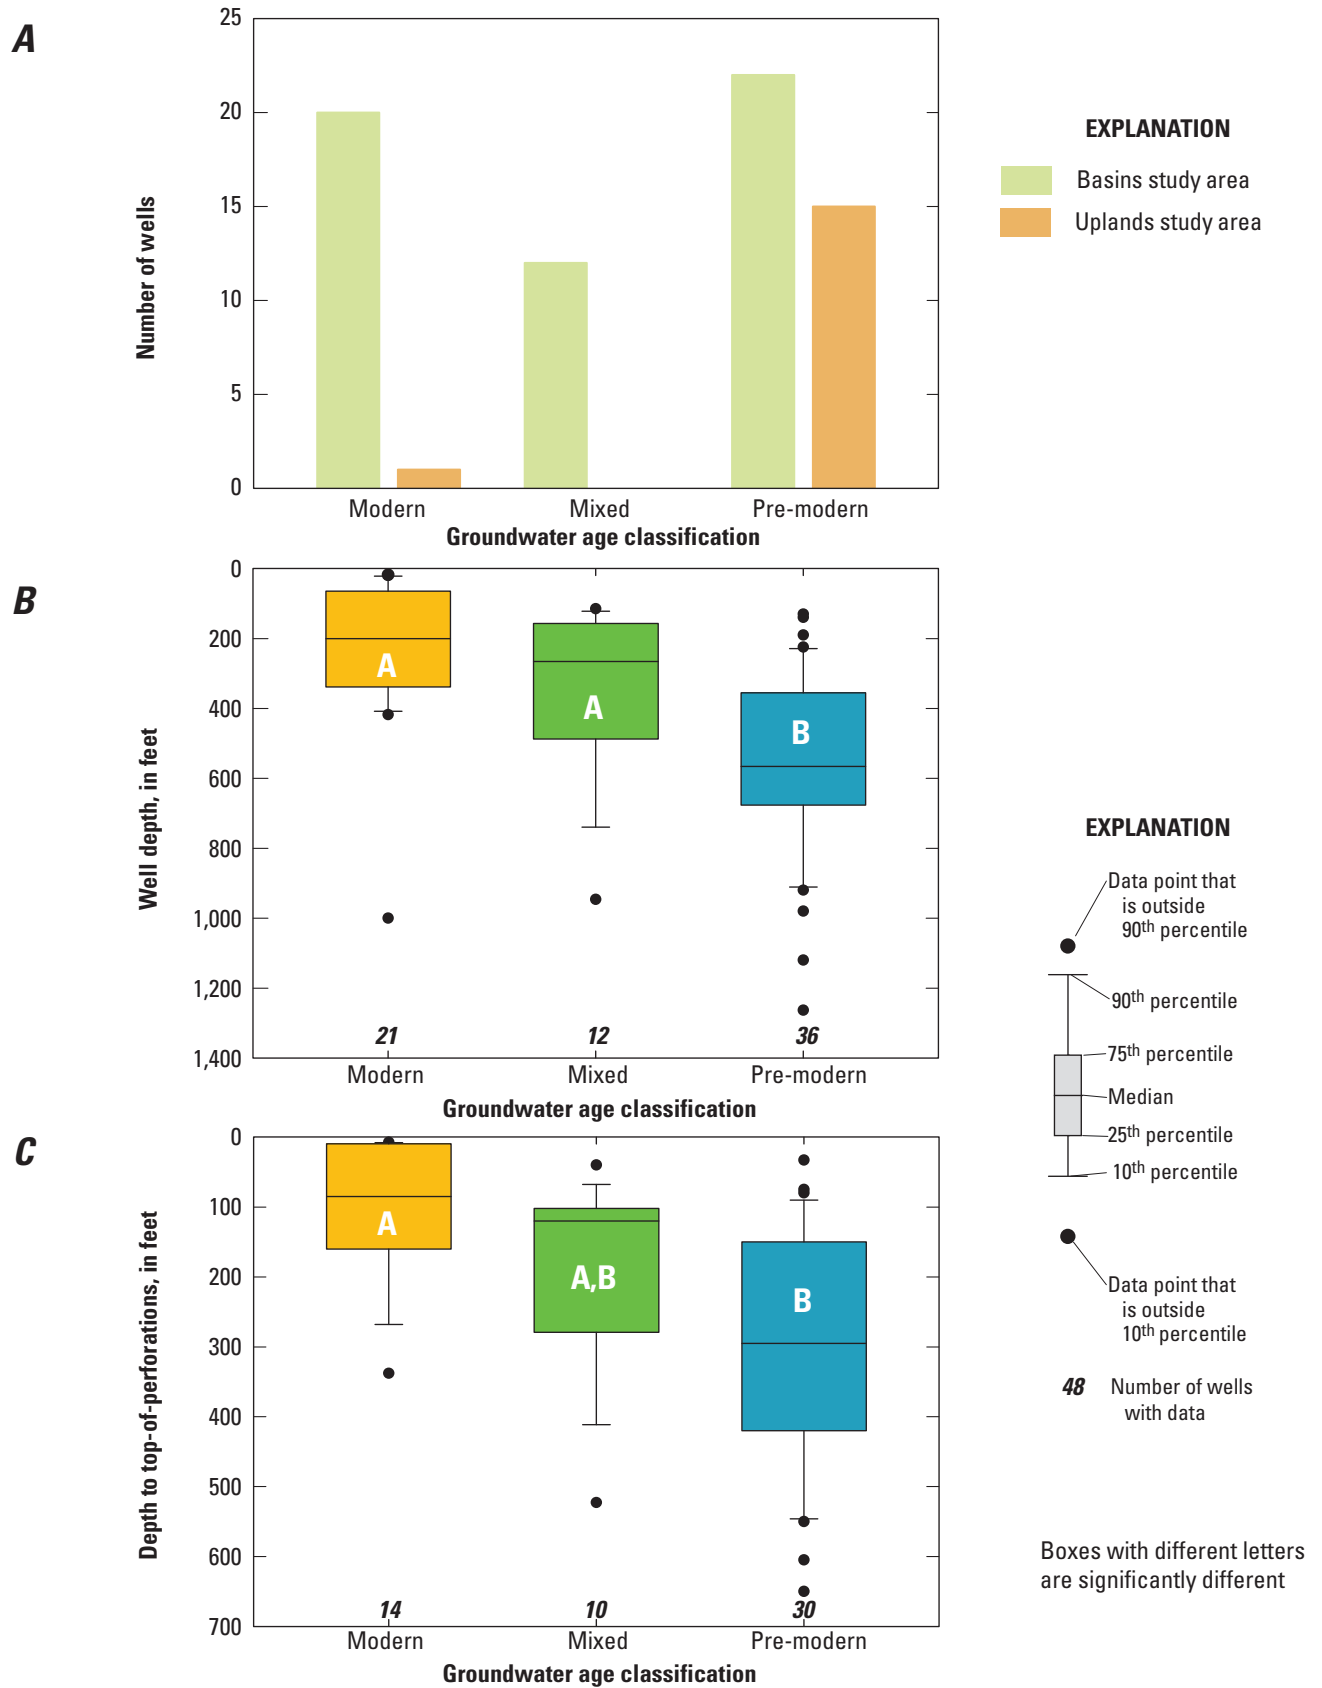 A
25
20
15
10
5
0
Number of wells
Modern
Mixed
Pre-modern
Groundwater age classification
EXPLANATION
Basins study area
Uplands study area
B
0
200
400
600
800
1,000
1,200
1,400
Well depth, in feet
A
A
B
21
12
36
Modern
Mixed
Pre-modern
Groundwater age classification
C
0
100
200
300
400
500
600
700
Depth to top-of-perforations, in feet
A
A,B
B
14
10
30
Modern
Mixed
Pre-modern
Groundwater age classification
EXPLANATION
Data point that
is outside
90th percentile
90th percentile
75th percentile
Median
25th percentile
10th percentile
Data point that
is outside
10th percentile
48 Number of wells
with data
Boxes with different letters
are significantly different